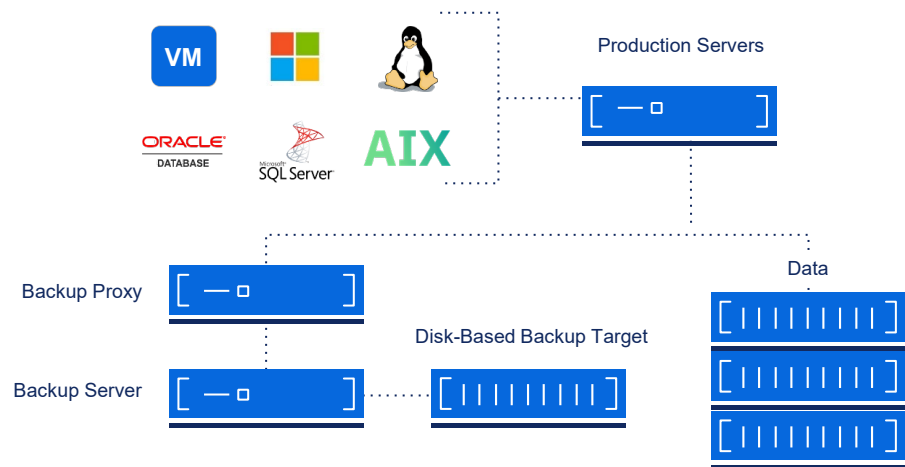 VM
Production Servers
ORACLE®
DATABASE
Microsoft®
SQL Server®
AIX
Data
Backup Proxy
Disk-Based Backup Target
Backup Server